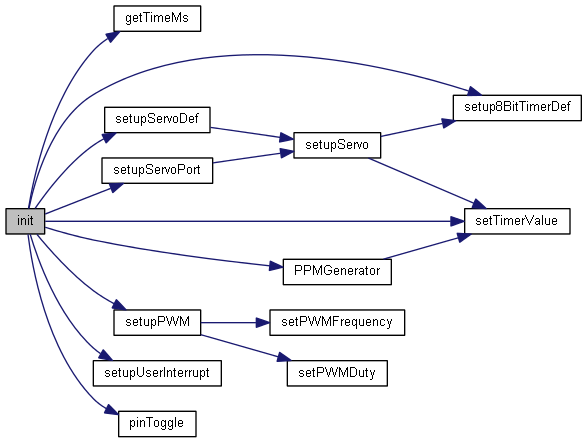 getTimeMs
setup8BitTimerDef
setupServoDef
setupServo
setupServoPort
init
setTimerValue
PPMGenerator
setupPWM
setPWMFrequency
setupUserInterrupt
setPWMDuty
pinToggle